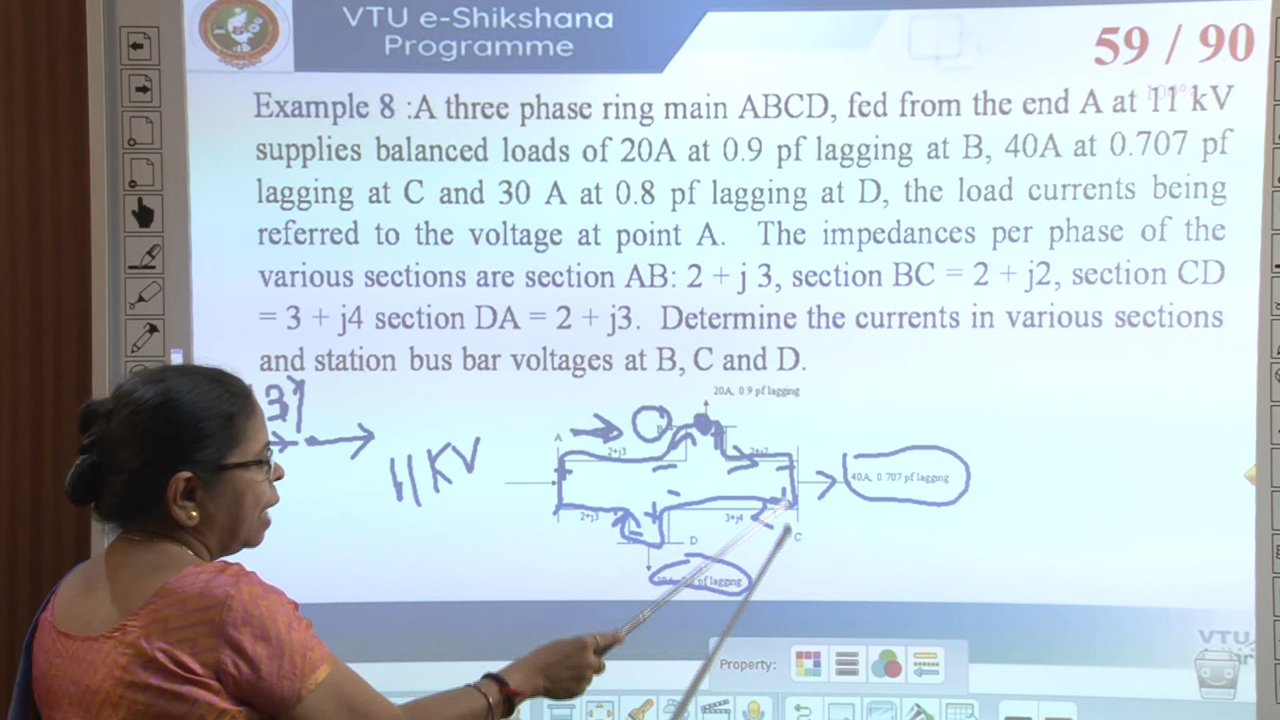 VTU e-Shikshana
Programme
59 / 90
Example 8 :A three phase ring main ABCD, fed from the end A at 11 kV
supplies balanced loads of 20A at 0.9 pf lagging at B, 40A at 0.707 pf
lagging at C and 30 A at 0.8 pf lagging at D, the load currents being
referred to the voltage at point A. The impedances per phase of the
various sections are section AB: 2 + j 3, section BC = 2 + j2, section CD
= 3 + j4 section DA = 2 + j3. Determine the currents in various sections
and station bus bar voltages at B, C and D.
20A, 0.9 pf lagging
A
2+j3
11 KV
40A, 0.707 pf lagging
2+j3
3+j4
D
C
pf lagging
VTU
Property: